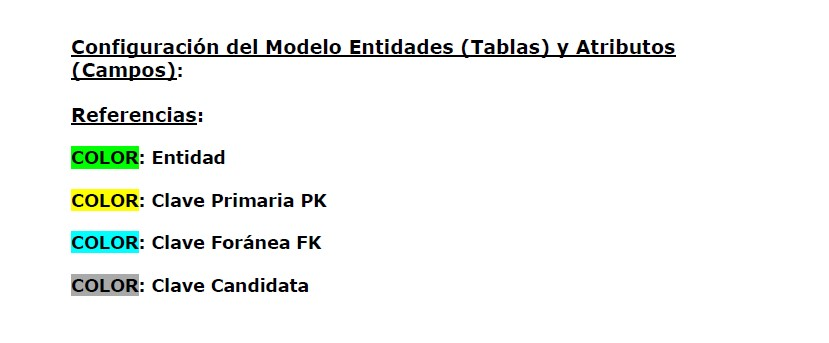 Configuración del Modelo Entidades (Tablas) y Atributos
(Campos):
Referencias:
COLOR: Entidad
COLOR: Clave Primaria PK
COLOR: Clave Foránea FK
COLOR: Clave Candidata